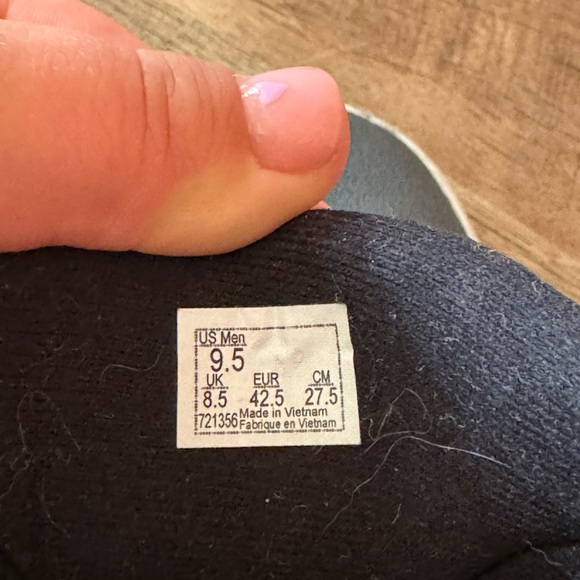 US Men
9.5
UK EUR CM
8.5 42.5 27.5
721356 Made in Vietnam
Fabrique en Vietnam